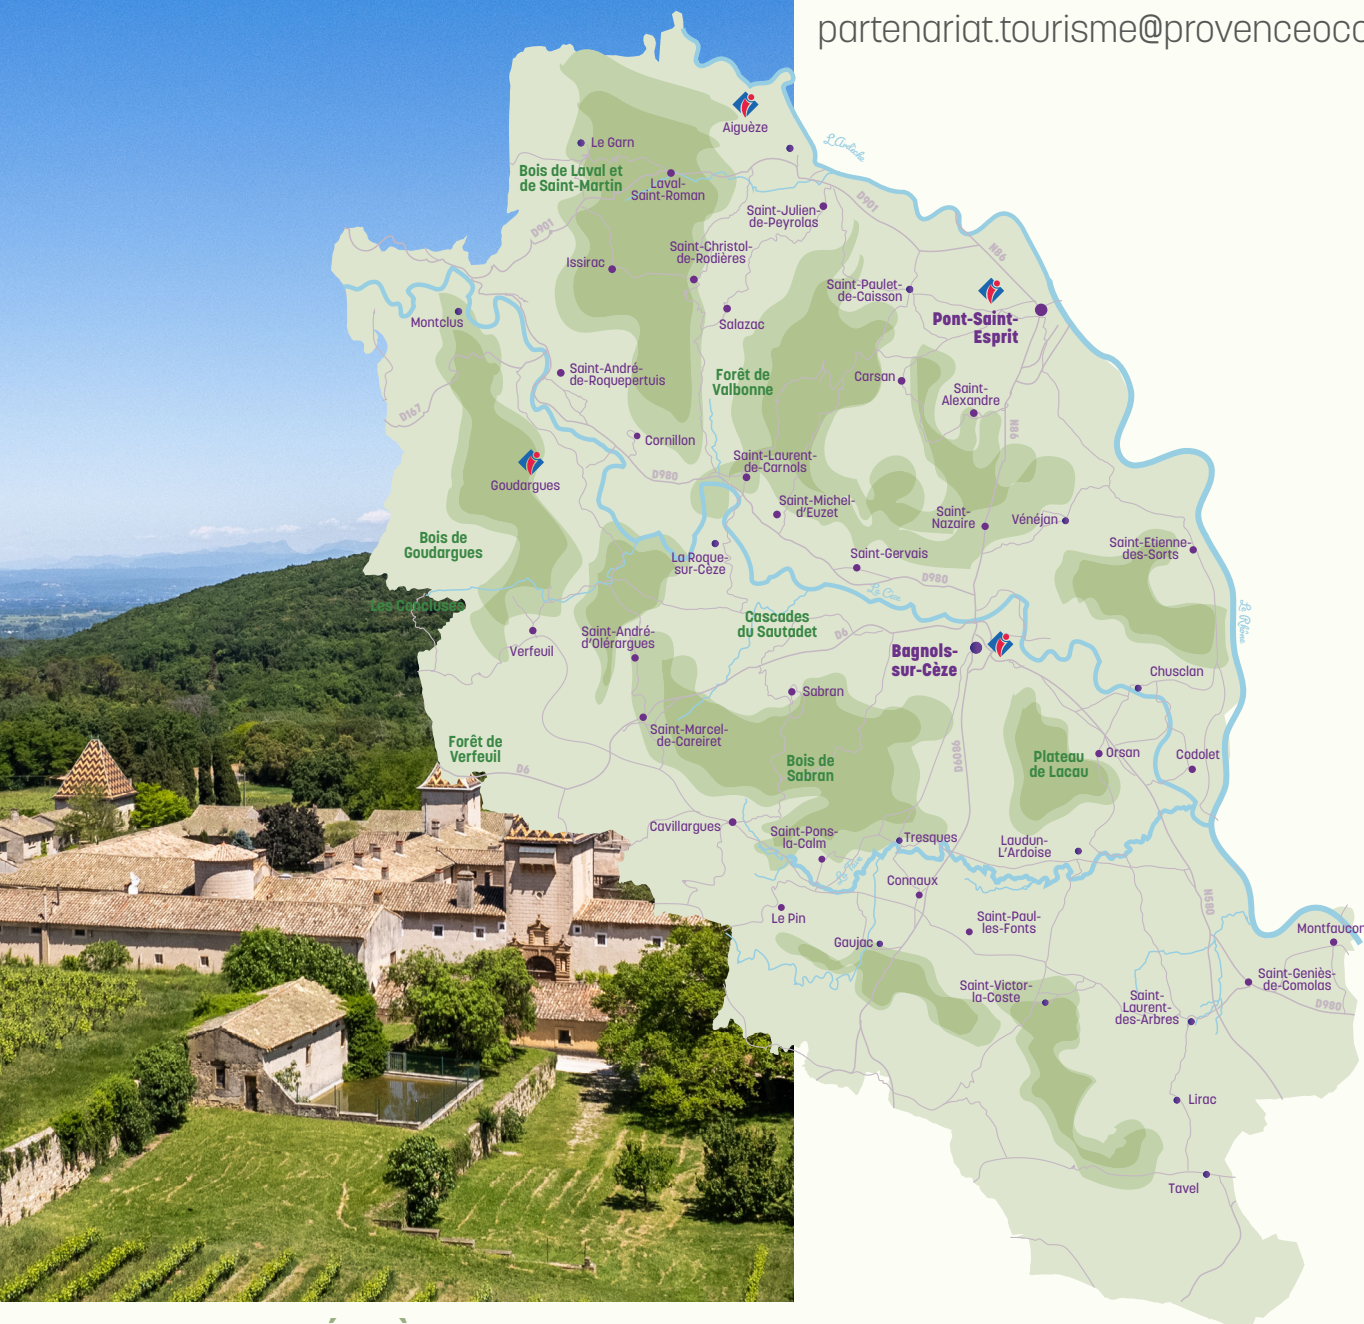 partenariat.tourisme@provenceocc
Aiguèze
L'Ardèche
Le Garn
Bois de Laval et
de Saint-Martin
Laval-
Saint-Roman
D901
Saint-Julien-
de-Peyrolas
D901
N86
Saint-Christol-
de-Rodières
Issirac
Saint-Paulet-
de-Caisson
Montclus
Salazac
Pont-Saint-
Esprit
Saint-André-
de-Roquepertuis
Forêt de
Valbonne
Carsan
Saint-
Alexandre
D167
N86
Cornillon
Saint-Laurent-
de-Carnols
D980
Goudargues
Saint-Michel-
d'Euzet
Saint-
Nazaire
Vénéjan
Bois de
Goudargues
La Roque-
sur-Cèze
Saint-Gervais
Saint-Etienne-
des-Sorts
D980
La Cèze
Les Concluses
Le Rhône
Cascades
du Sautadet
D6
Saint-André-
d'Olérargues
Verfeuil
Bagnols-
sur-Cèze
Chusclan
Sabran
Saint-Marcel-
de-Careiret
Forêt de
Verfeuil
D6
Bois de
Sabran
D9086
Plateau
de Lacau
Orsan
Codolet
Cavillargues
Saint-Pons-
la-Calm
Tresques
Laudun-
L'Ardoise
Connaux
N580
Le Pin
Saint-Paul-
les-Fonts
Gaujac
Montfaucon
Saint-Victor-
la-Coste
Saint-Geniès-
de-Comolas
Saint-
Laurent-
des-Arbres
D980
Lirac
Tavel